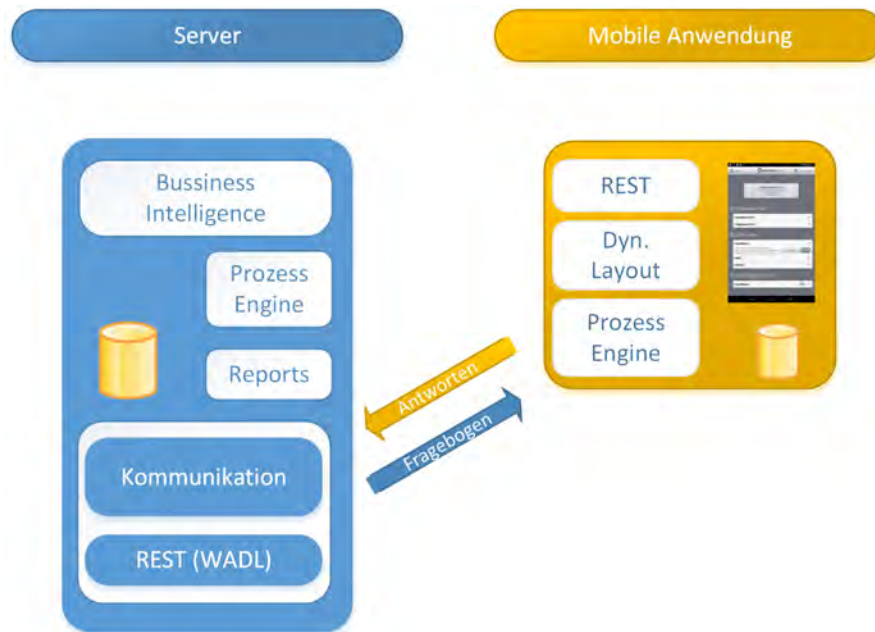 Server
Mobile Anwendung
Bussiness
Intelligence
Prozess
Engine
Reports
Kommunikation
REST (WADL)
Antworten
Fragebogen
REST
Dyn.
Layout
Prozess
Engine